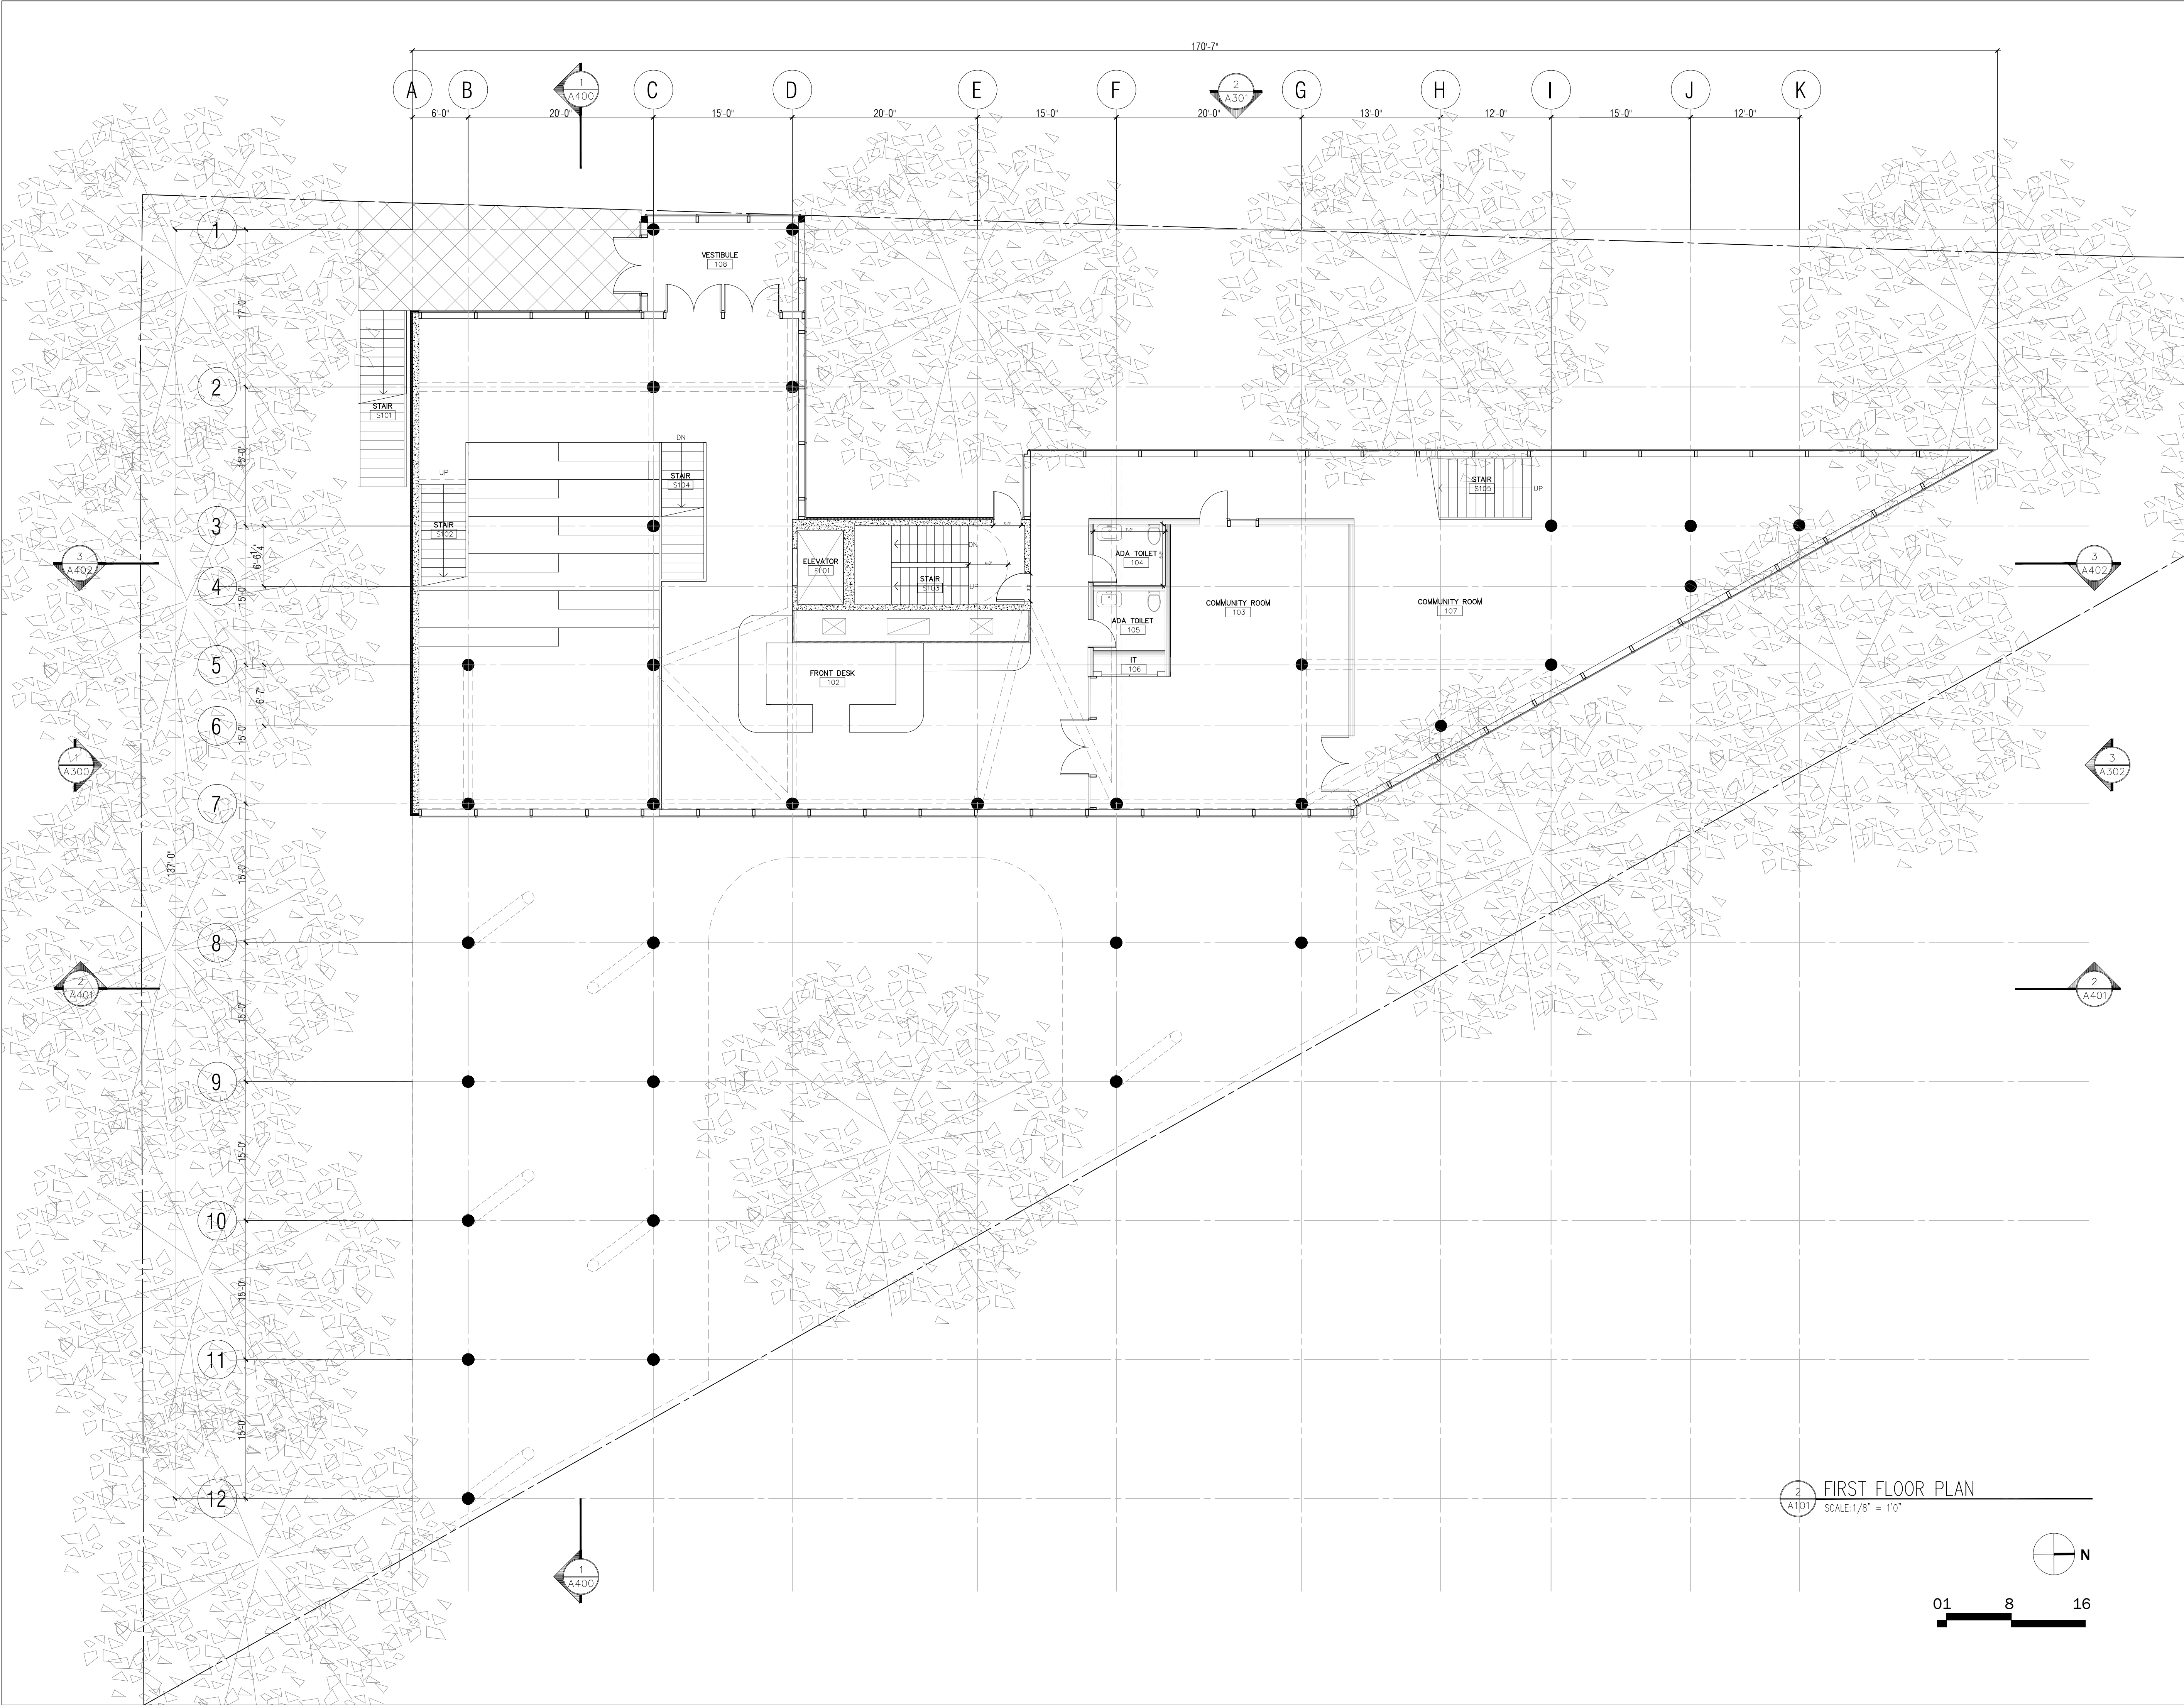 170'-7"
A
B
C
D
E
F
G
H
I
J
K
1
A400
2
A301
6'-0"
20'-0"
15'-0"
20'-0"
15'-0"
20'-0"
13'-0"
12'-0"
15'-0"
12'-0"
1
2
3
4
5
6
7
8
9
10
11
12
17'-0"
15'-0"
15'-0"
15'-0"
15'-0"
15'-0"
15'-0"
15'-0"
15'-0"
6'-6¼"
6'-7"
137'-0"
VESTIBULE
108
STAIR
S101
UP
STAIR
S102
DN
STAIR
S104
ELEVATOR
EL01
DN
STAIR
S103
UP
FRONT DESK
102
ADA TOILET
104
ADA TOILET
105
IT
106
COMMUNITY ROOM
103
COMMUNITY ROOM
107
STAIR
S105
UP
3
A402
3
A402
1
A300
3
A302
2
A401
2
A401
1
A400
2
A101
FIRST FLOOR PLAN
SCALE:1/8" = 1'0"
N
01 8 16